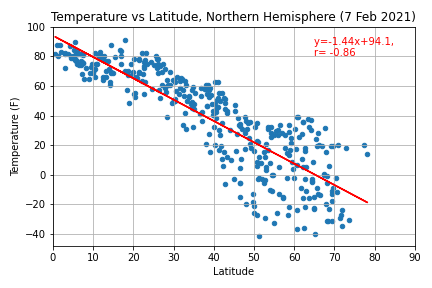 Temperature vs Latitude, Northern Hemisphere (7 Feb 2021)
y=-1.44x+94.1,
r= -0.86
Temperature (F)
100
80
60
40
20
0
−20
−40
0 10 20 30 40 50 60 70 80 90
Latitude